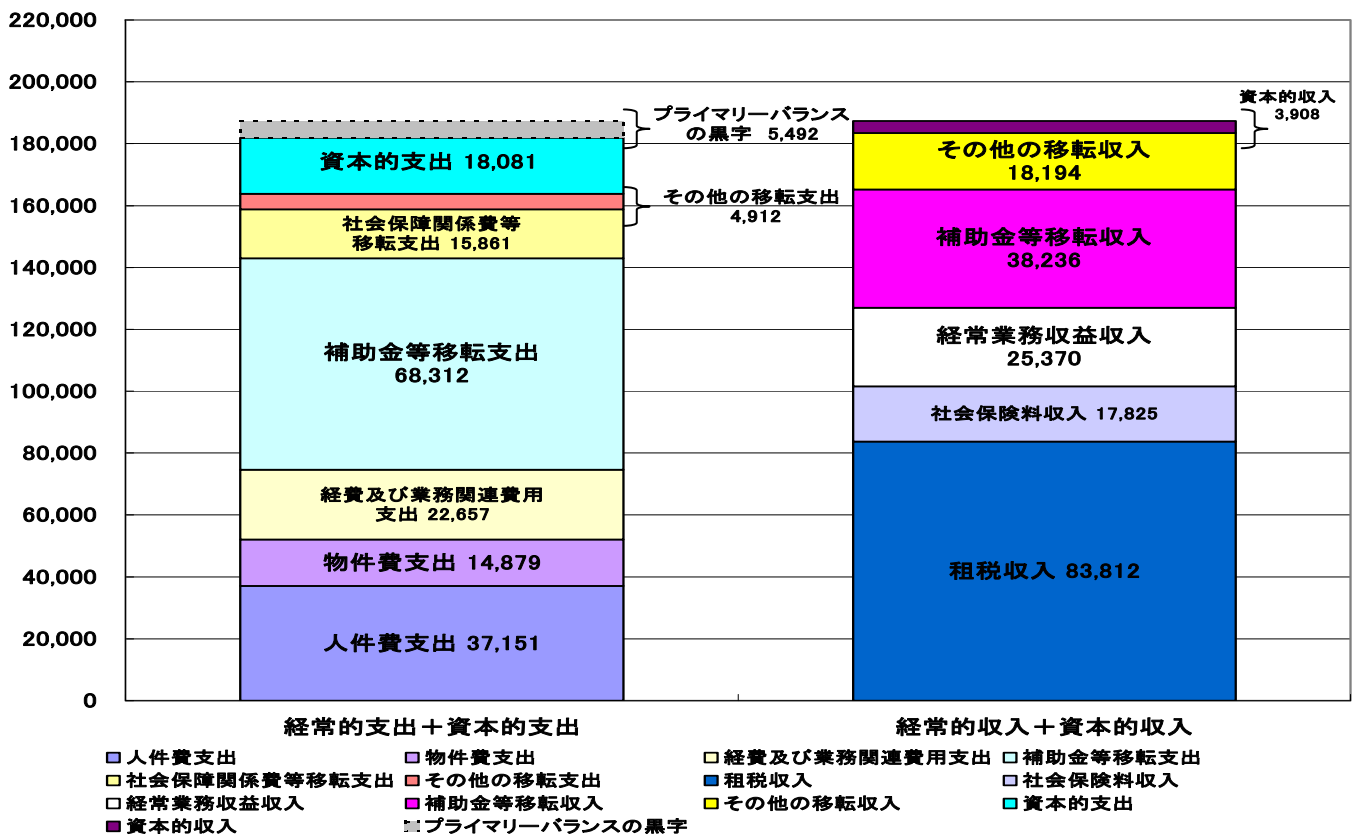 220,000
200,000
180,000
160,000
140,000
120,000
100,000
80,000
60,000
40,000
20,000
0
プライマリーバランス
の黒字 5,492
資本的支出 18,081
その他の移転支出
4,912
社会保障関係費等
移転支出 15,861
補助金等移転支出
68,312
経費及び業務関連費用
支出 22,657
物件費支出 14,879
人件費支出 37,151
資本的収入
3,908
その他の移転収入
18,194
補助金等移転収入
38,236
経常業務収益収入
25,370
社会保険料収入 17,825
租税収入 83,812
経常的支出＋資本的支出
経常的収入＋資本的収入
人件費支出 物件費支出 経費及び業務関連費用支出 補助金等移転支出
社会保障関係費等移転支出 その他の移転支出 租税収入 社会保険料収入
経常業務収益収入 補助金等移転収入 その他の移転収入 資本的支出
資本的収入 プライマリーバランスの黒字